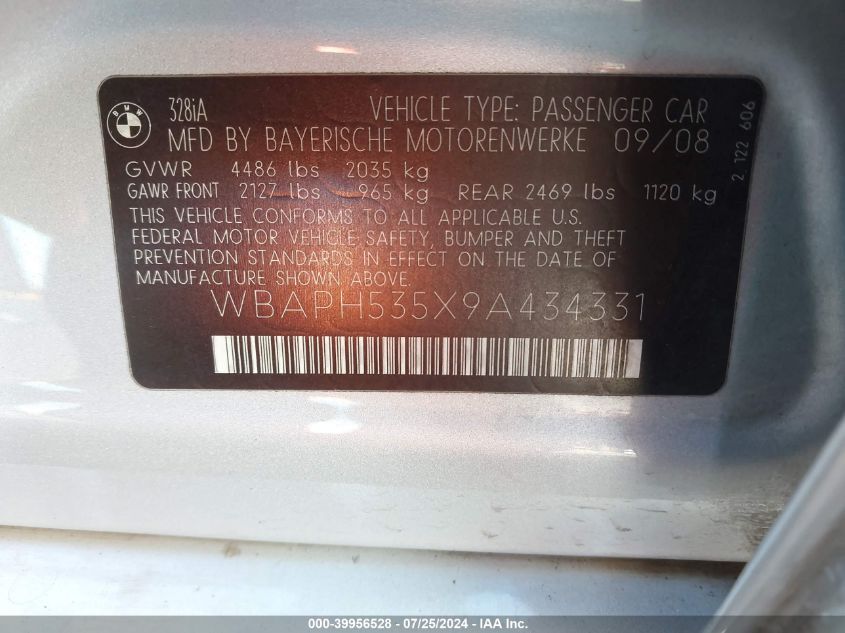 BMW
328iA VEHICLE TYPE: PASSENGER CAR
MFD BY BAYERISCHE MOTORENWERKE 09/08
GVWR 4486 lbs 2035 kg
GAWR FRONT 2127 lbs 965 kg REAR 2469 lbs 1120 kg
THIS VEHICLE CONFORMS TO ALL APPLICABLE U.S.
FEDERAL MOTOR VEHICLE SAFETY, BUMPER AND THEFT
PREVENTION STANDARDS IN EFFECT ON THE DATE OF
MANUFACTURE SHOWN ABOVE.
WBAPH535X9A434331
2 122 606
000-39956528 - 07/25/2024 - IAA Inc.